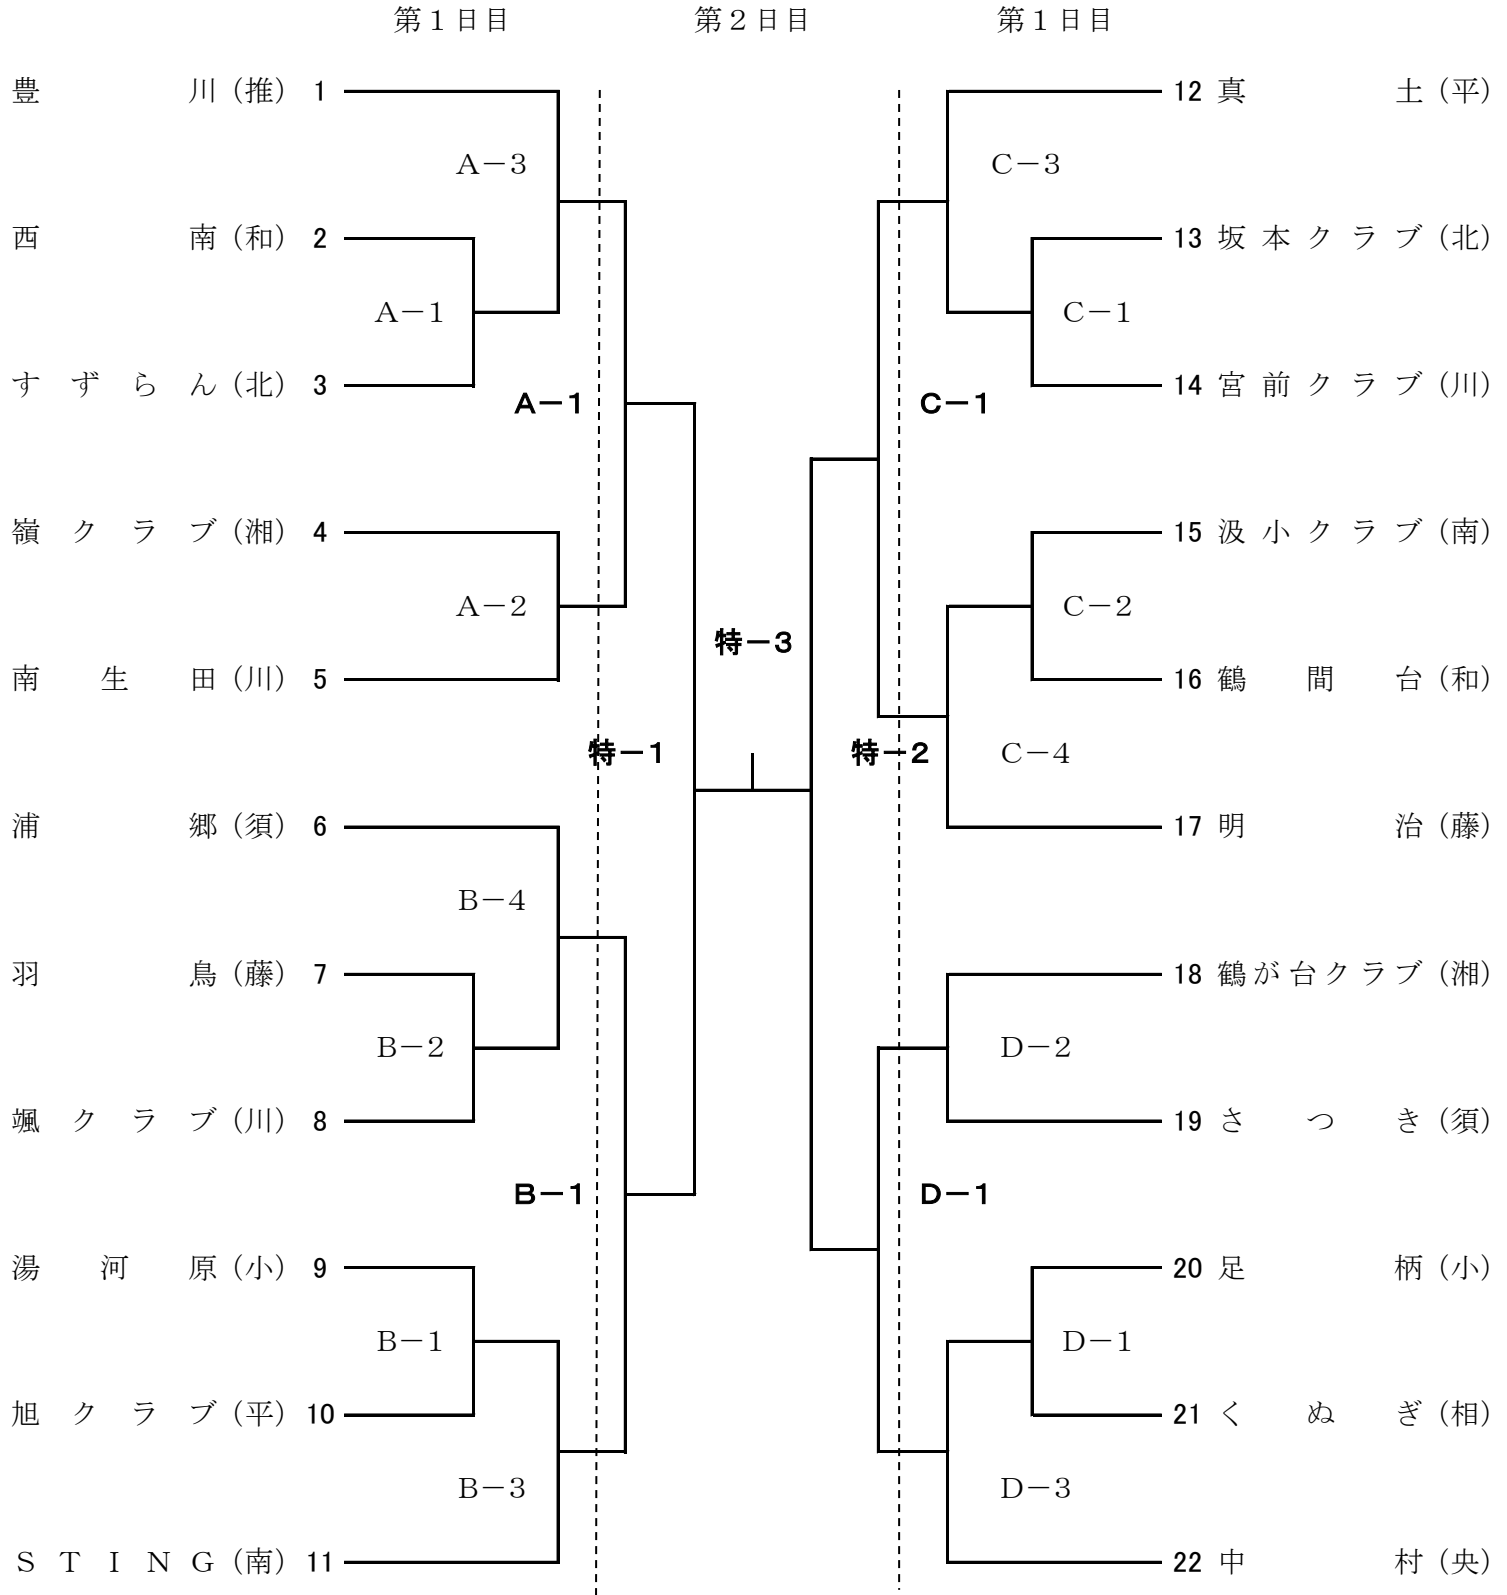 第１日目 第２日目 第１日目
豊川（推） 1 12 真土（平）
A－3 C－3
西南（和） 2 13 坂本クラブ（北）
A－1 C－1
すずらん（北） 3 14 宮前クラブ（川）
A－1 C－1
嶺クラブ（湘） 4 15 汲小クラブ（南）
A－2 C－2
特－3
南生田（川） 5 16 鶴間台（和）
特－1 特－2 C－4
浦郷（須） 6 17 明治（藤）
B－4
羽鳥（藤） 7 18 鶴が台クラブ（湘）
B－2 D－2
颯クラブ（川） 8 19 さつき（須）
B－1 D－1
湯河原（小） 9 20 足柄（小）
B－1 D－1
旭クラブ（平） 10 21 くぬぎ（相）
B－3 D－3
ＳＴＩＮＧ（南） 11 22 中村（央）